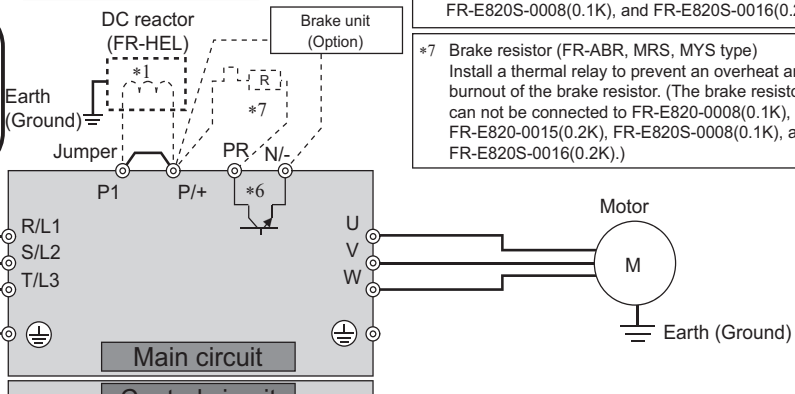 DC reactor
(FR-HEL)
*1
Earth
(Ground)
Brake unit
(Option)
R
*7
Jumper
PR
N/-
P1
P/+
*6
R/L1
S/L2
T/L3
U
V
W
Main circuit
FR-E820S-0008(0.1K), and FR-E820S-0016(0.2
*7 Brake resistor (FR-ABR, MRS, MYS type)
Install a thermal relay to prevent an overheat an
burnout of the brake resistor. (The brake resisto
can not be connected to FR-E820-0008(0.1K),
FR-E820-0015(0.2K), FR-E820S-0008(0.1K), a
FR-E820S-0016(0.2K).)
Motor
M
Earth (Ground)